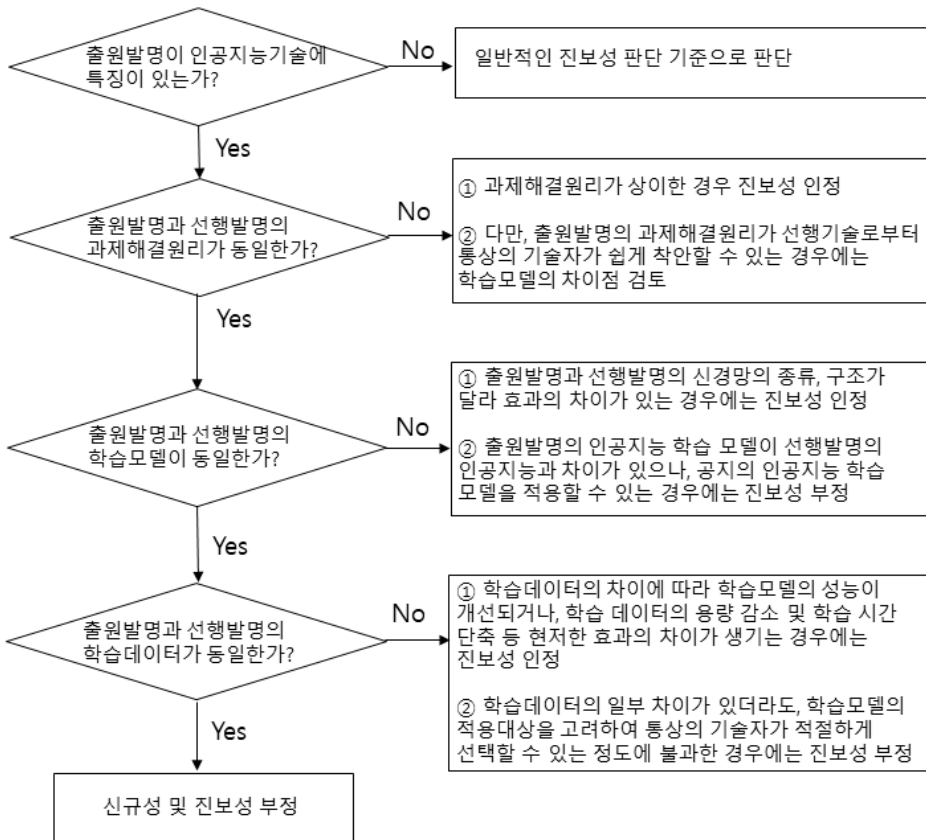 출원발명이 인공지능기술에
특징이 있는가?
No
일반적인 진보성 판단 기준으로 판단
Yes
출원발명과 선행발명의
과제해결원리가 동일한가?
No
① 과제해결원리가 상이한 경우 진보성 인정
② 다만, 출원발명의 과제해결원리가 선행기술로부터
통상의 기술자가 쉽게 착안할 수 있는 경우에는
학습모델의 차이점 검토
Yes
출원발명과 선행발명의
학습모델이 동일한가?
No
① 출원발명과 선행발명의 신경망의 종류, 구조가
달라 효과의 차이가 있는 경우에는 진보성 인정
② 출원발명의 인공지능 학습 모델이 선행발명의
인공지능과 차이가 있으나, 공지의 인공지능 학습
모델을 적용할 수 있는 경우에는 진보성 부정
Yes
출원발명과 선행발명의
학습데이터가 동일한가?
No
① 학습데이터의 차이에 따라 학습모델의 성능이
개선되거나, 학습 데이터의 용량 감소 및 학습 시간
단축 등 현저한 효과의 차이가 생기는 경우에는
진보성 인정
② 학습데이터의 일부 차이가 있더라도, 학습모델의
적용대상을 고려하여 통상의 기술자가 적절하게
선택할 수 있는 정도에 불과한 경우에는 진보성 부정
Yes
신규성 및 진보성 부정